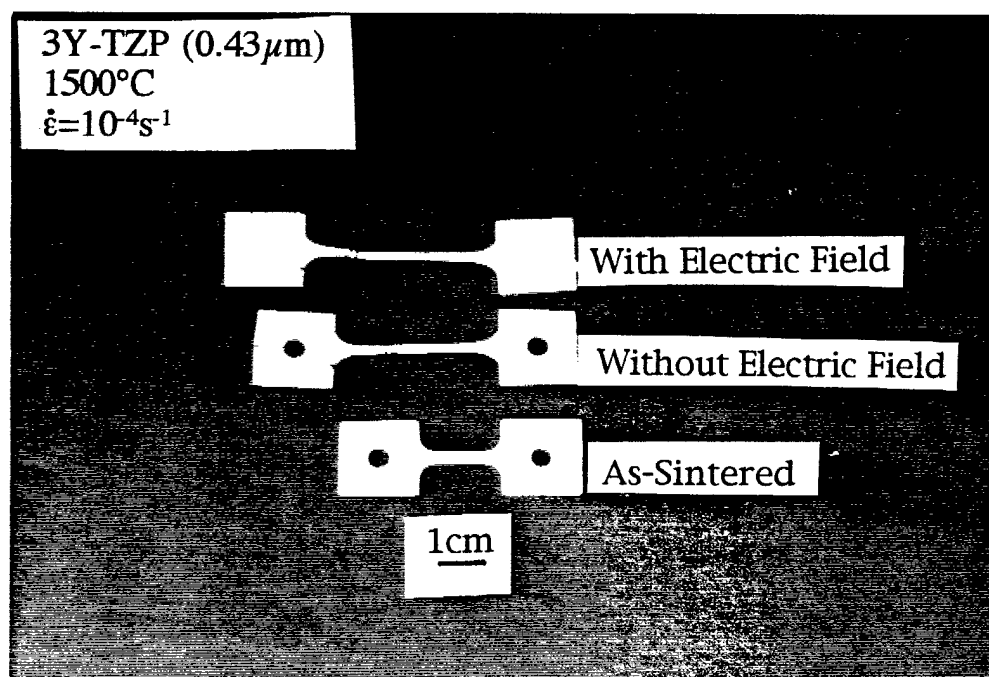 3Y-TZP (0.43μm)
1500°C
ε̇=10⁻⁴s⁻¹
With Electric Field
Without Electric Field
As-Sintered
1cm